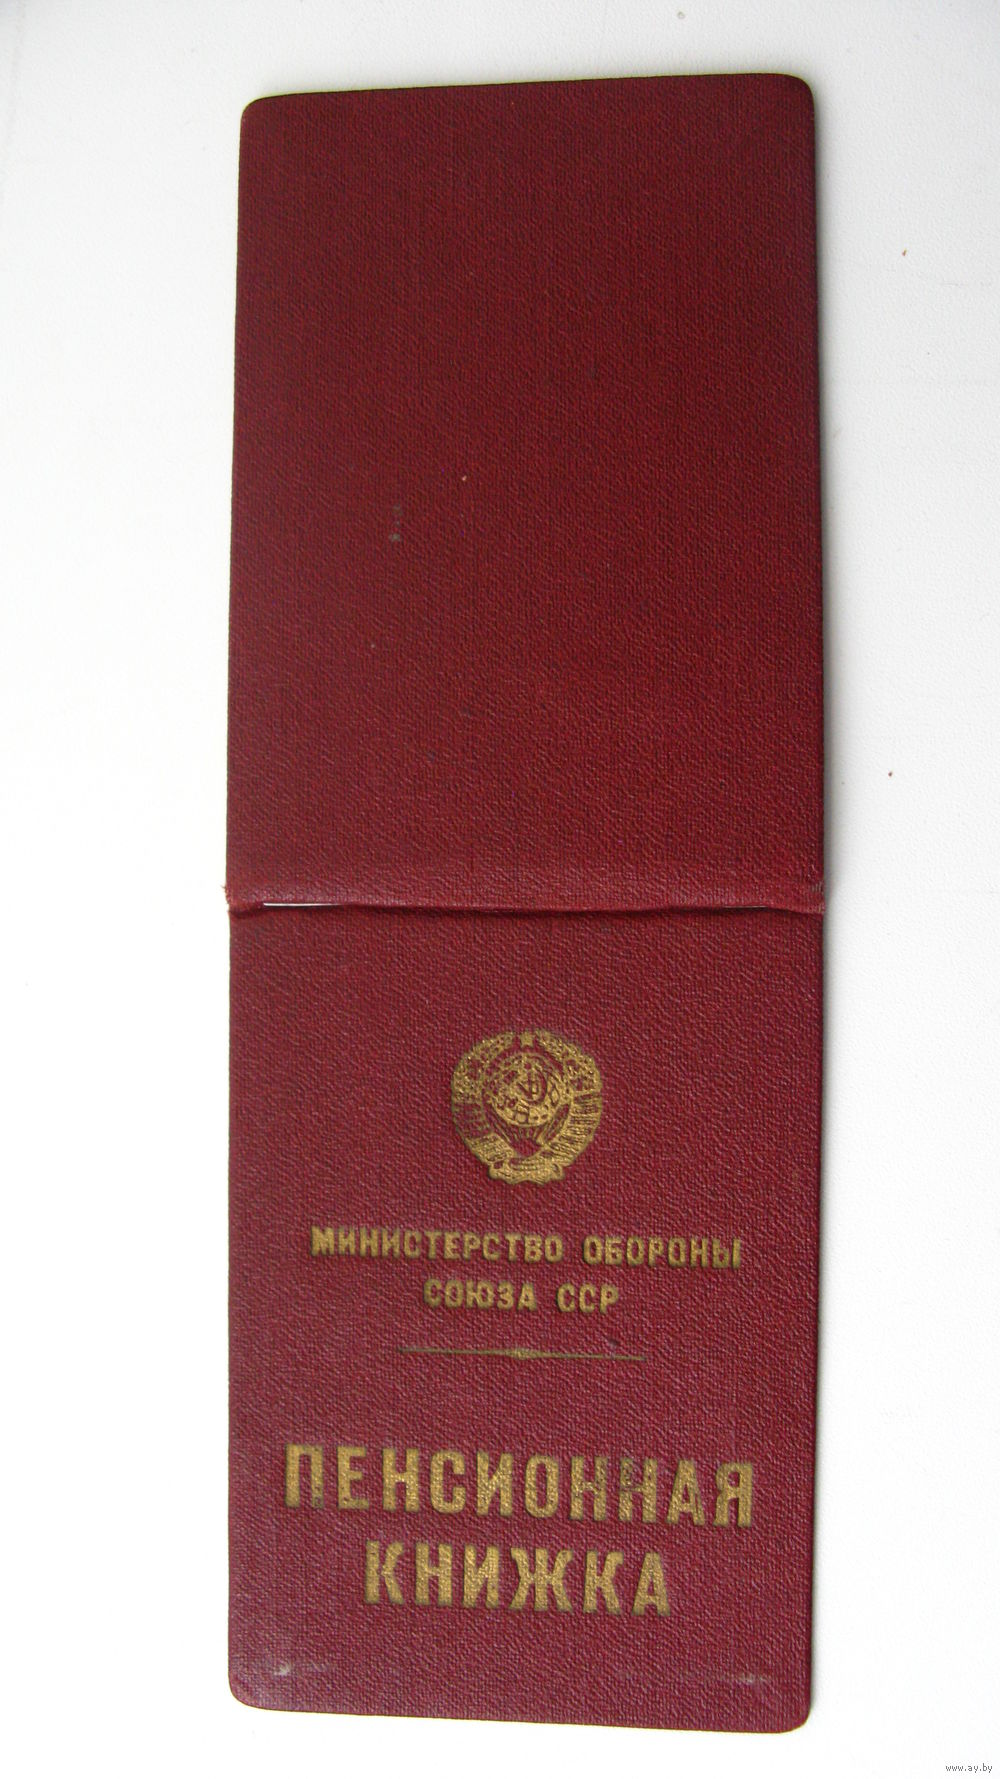 МИНИСТЕРСТВО ОБОРОНЫ
СОЮЗА ССР
ПЕНСИОННАЯ
КНИЖКА
www.ay.by